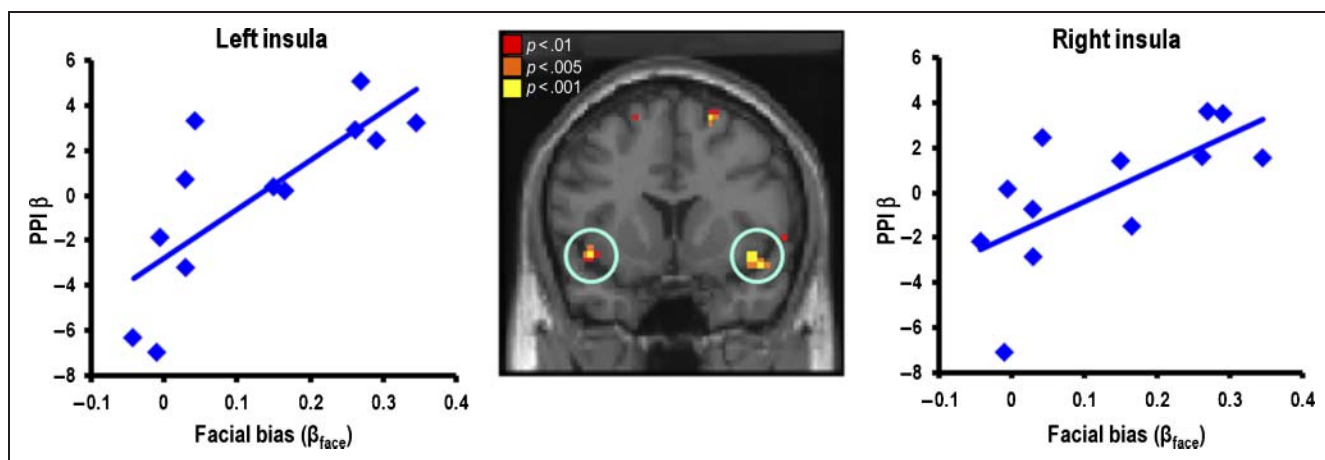 Left insula
6
4
2
0
–2
–4
–6
–8
PPI β
–0.1 0 0.1 0.2 0.3 0.4
Facial bias (βface)
p < .01
p < .005
p < .001
Right insula
6
4
2
0
–2
–4
–6
–8
PPI β
–0.1 0 0.1 0.2 0.3 0.4
Facial bias (βface)